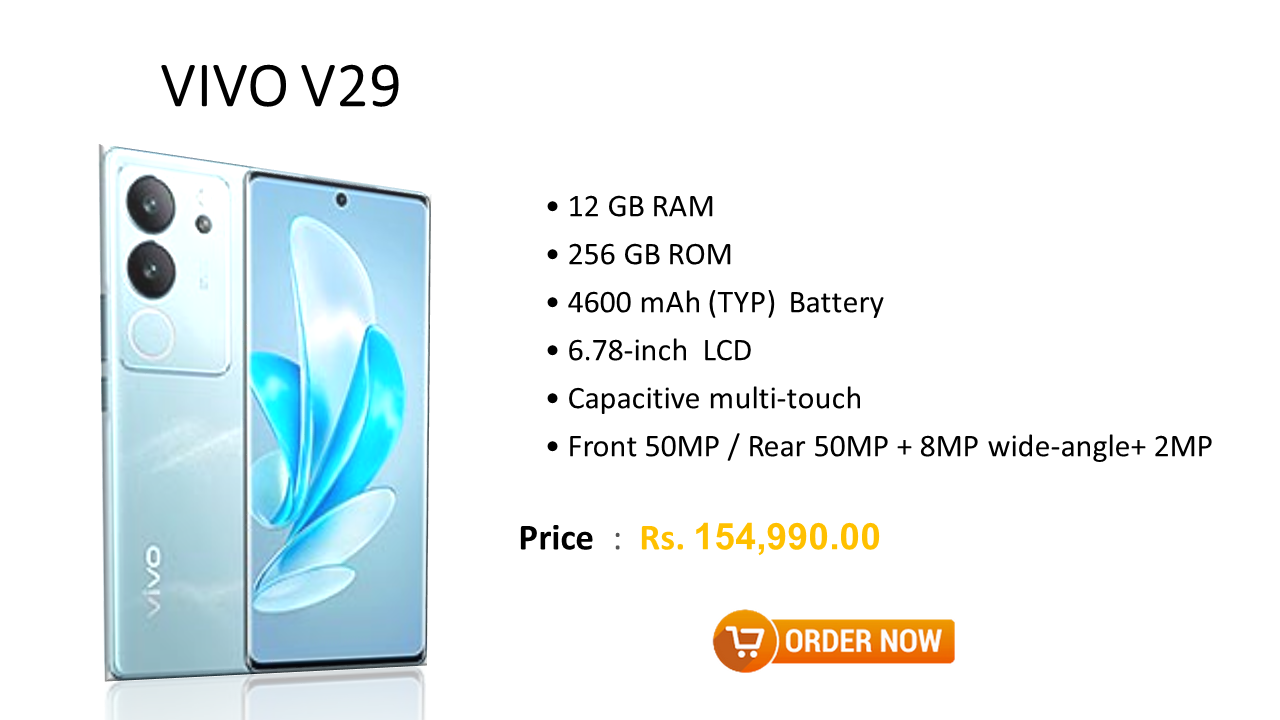 VIVO V29
• 12 GB RAM
• 256 GB ROM
• 4600 mAh (TYP)  Battery
• 6.78-inch  LCD
• Capacitive multi-touch
• Front 50MP / Rear 50MP + 8MP wide-angle+ 2MP
Price  :  Rs. 154,990.00
ORDER NOW
vivo